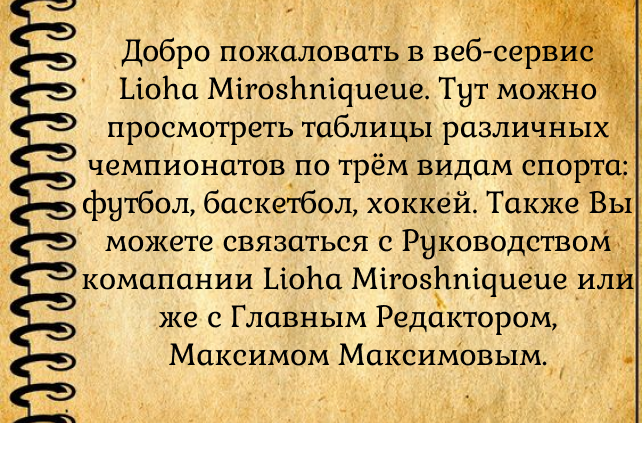 Добро пожаловать в веб-сервис
Lioha Miroshniqueue. Тут можно
просмотреть таблицы различных
чемпионатов по трём видам спорта:
футбол, баскетбол, хоккей. Также Вы
можете связаться с Руководством
комапании Lioha Miroshniqueue или
же с Главным Редактором,
Максимом Максимовым.